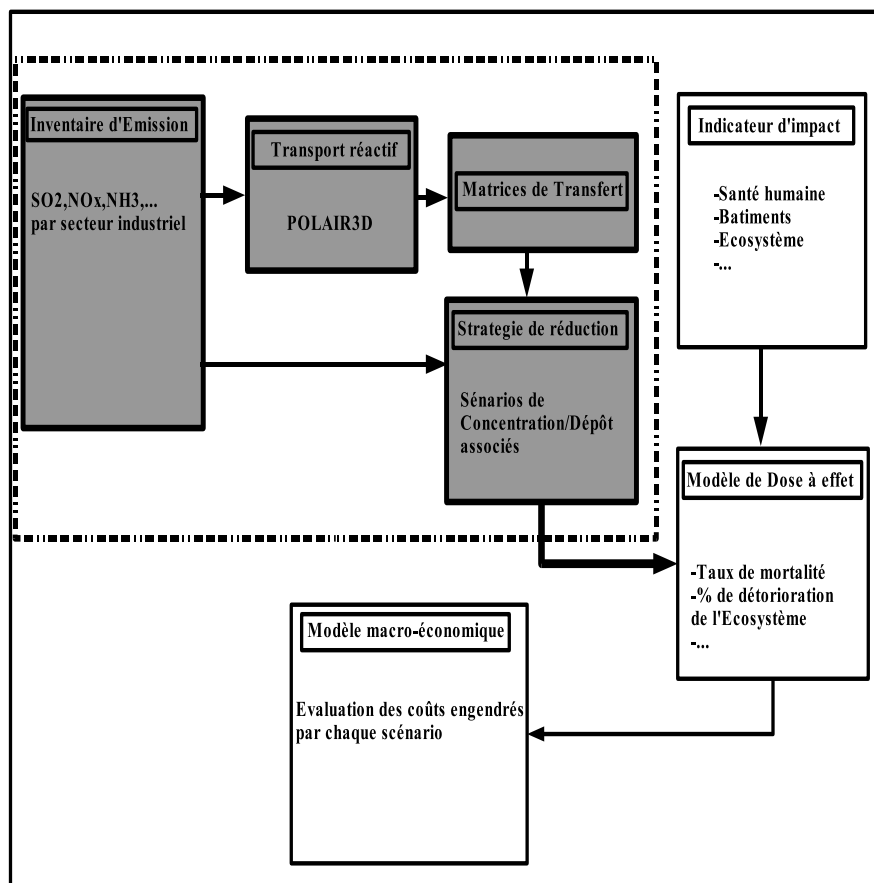 Inventaire d'Emission
SO2,NOx,NH3,...
par secteur industriel
Transport réactif
POLAIR3D
Matrices de Transfert
Strategie de réduction
Sénarios de
Concentration/Dépôt
associés
Indicateur d'impact
-Santé humaine
-Batiments
-Ecosystème
-...
Modèle de Dose à effet
-Taux de mortalité
-% de détorioration
de l'Ecosystème
-...
Modèle macro-économique
Evaluation des coûts engendrés
par chaque scénario